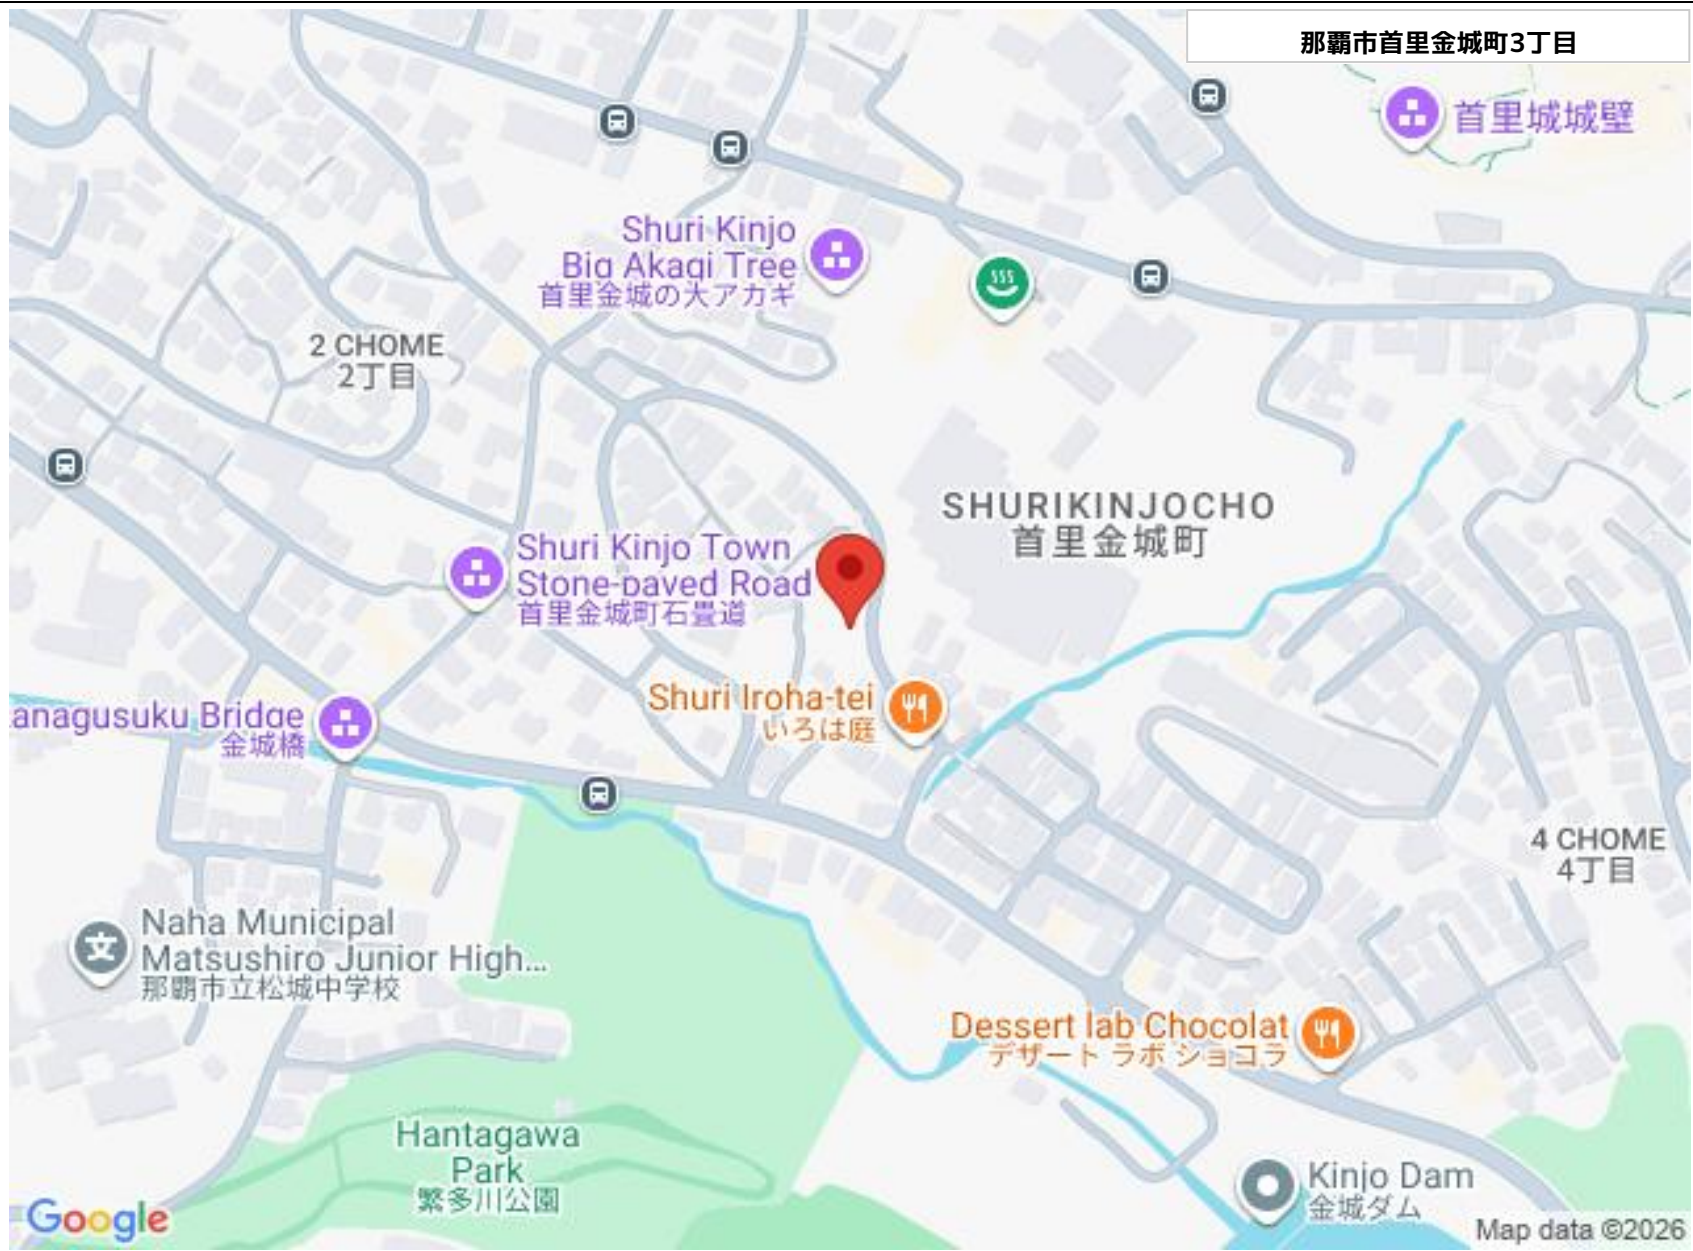 那覇市首里金城町3丁目
首里城城壁
Shuri Kinjo
Big Akagi Tree
首里金城の大アカギ
2 CHOME
2丁目
SHURIKINJOCHO
首里金城町
Shuri Kinjo Town
Stone-paved Road
首里金城町石畳道
Shuri Iroha-tei
いろは庭
anagusuku Bridge
金城橋
4 CHOME
4丁目
Naha Municipal
Matsushiro Junior High...
那覇市立松城中学校
Dessert lab Chocolat
デザート ラボ ショコラ
Hantagawa
Park
繁多川公園
Kinjo Dam
金城ダム
Google
Map data ©2026